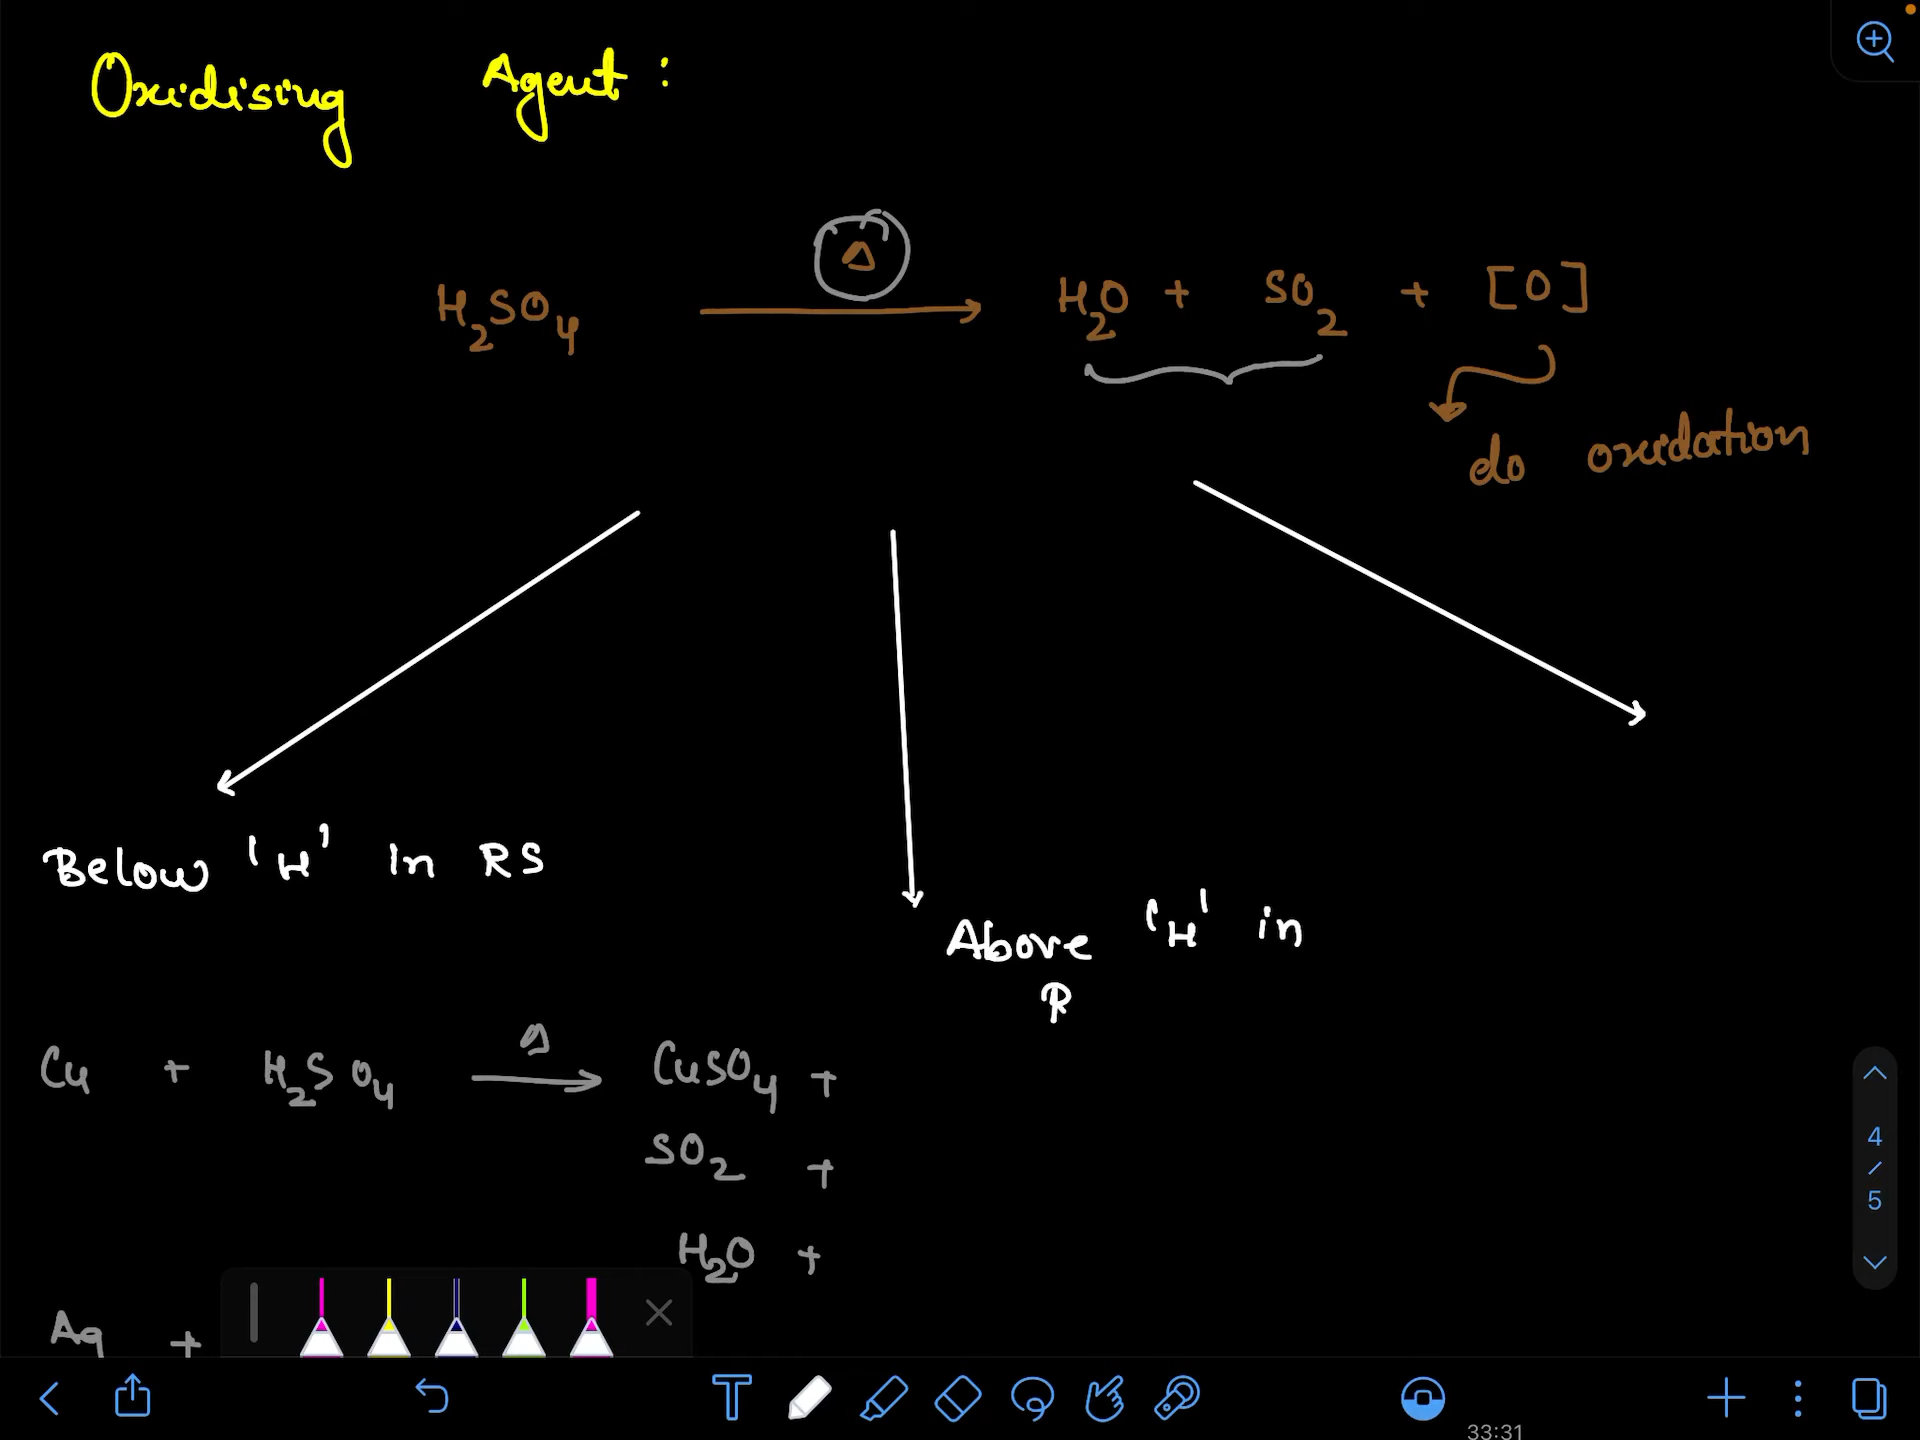 Oxidising Agent :
Δ
H2SO4 → H2O + SO2 + [O]
do oxidation
Below 'H' In RS
Above 'H' in
R
Δ
Cu + H2SO4 → CuSO4 +
SO2 +
H2O +
Ag +
4
/
5
T
33:31